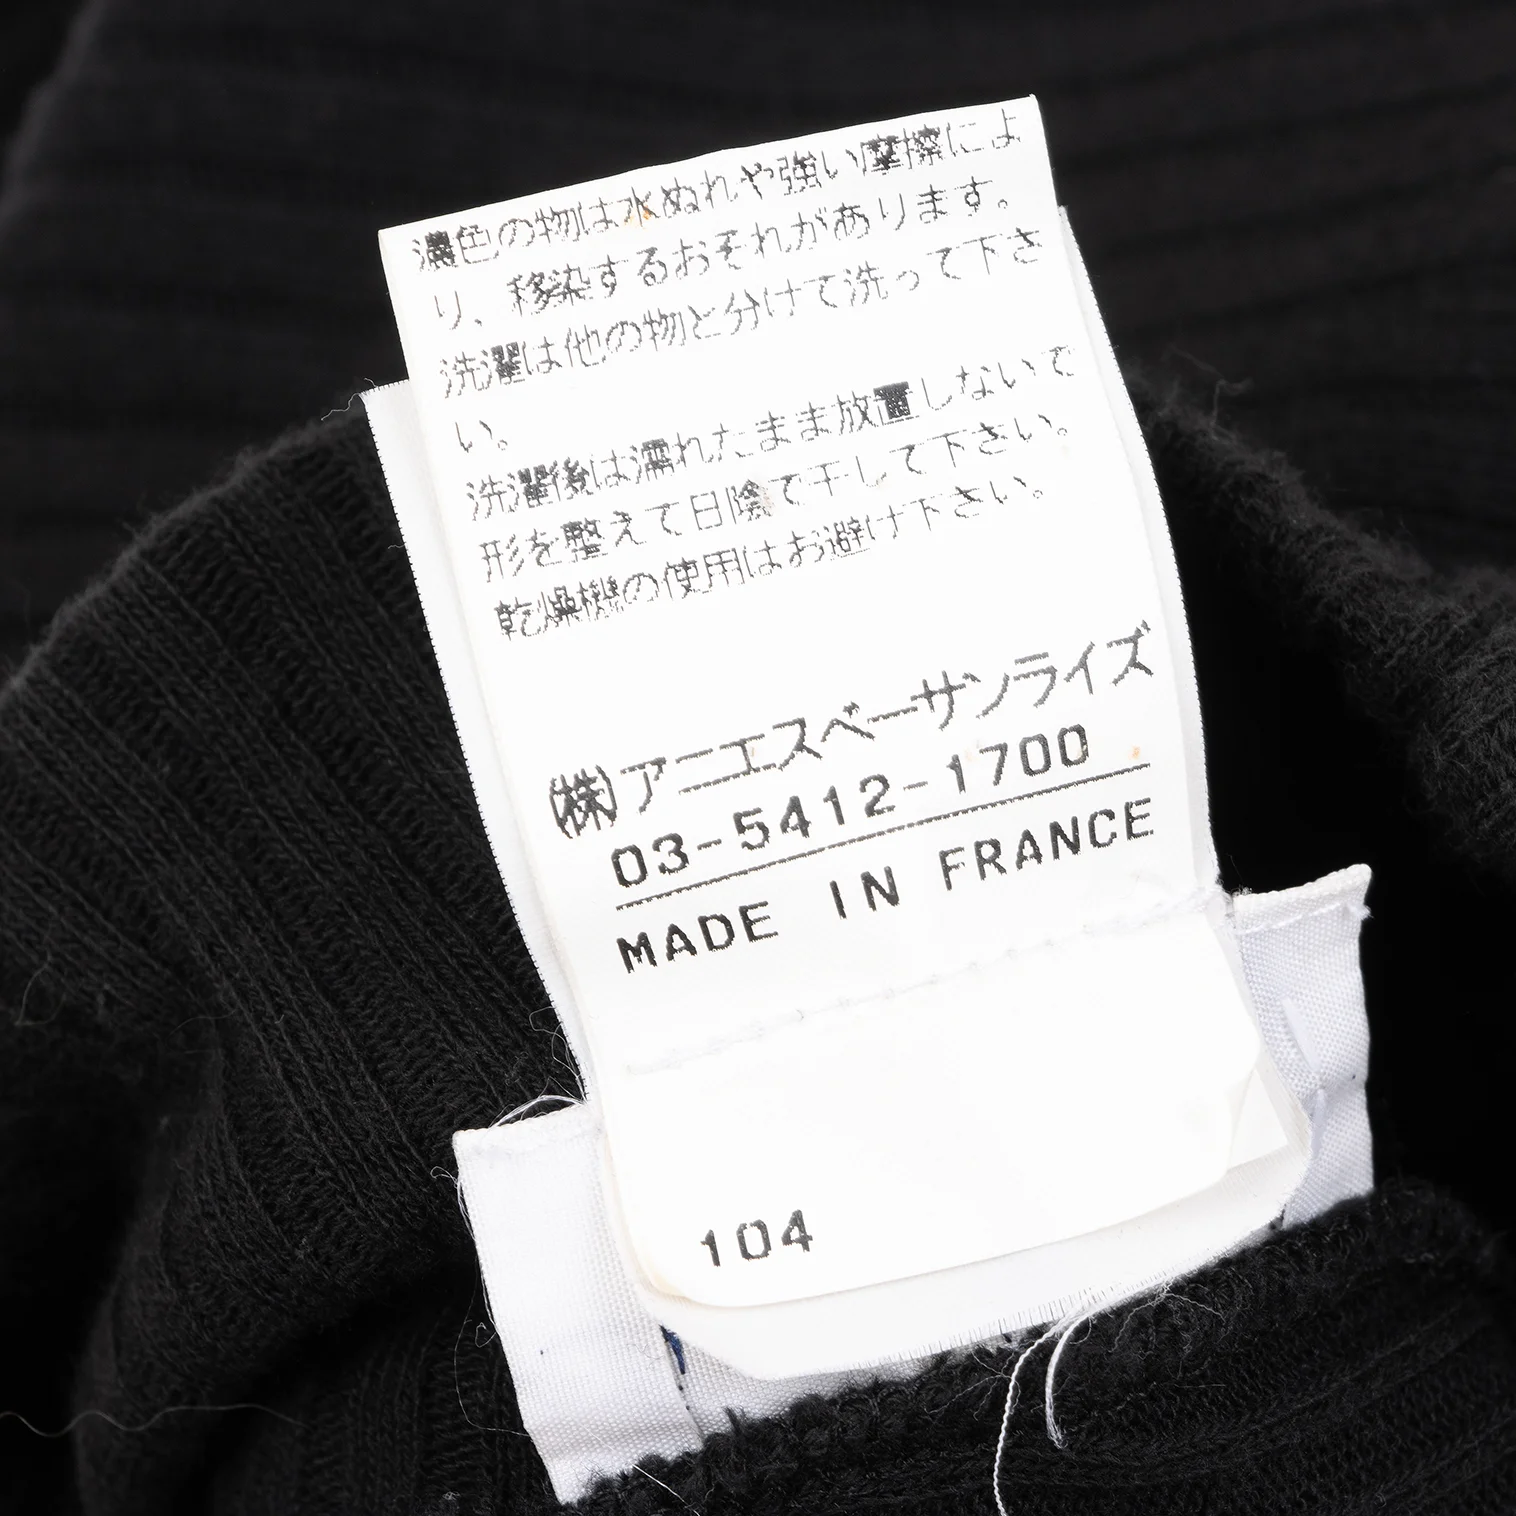 濃色の物は水ぬれや強い摩擦によ
り、移染するおそれがあります。
洗濯は他の物と分けて洗って下さ
い。
洗濯後は濡れたまま放置しないで
形を整えて日陰で干して下さい。
乾燥機の使用はお避け下さい。
(株)アニエスベーサンライズ
03-5412-1700
MADE IN FRANCE
104